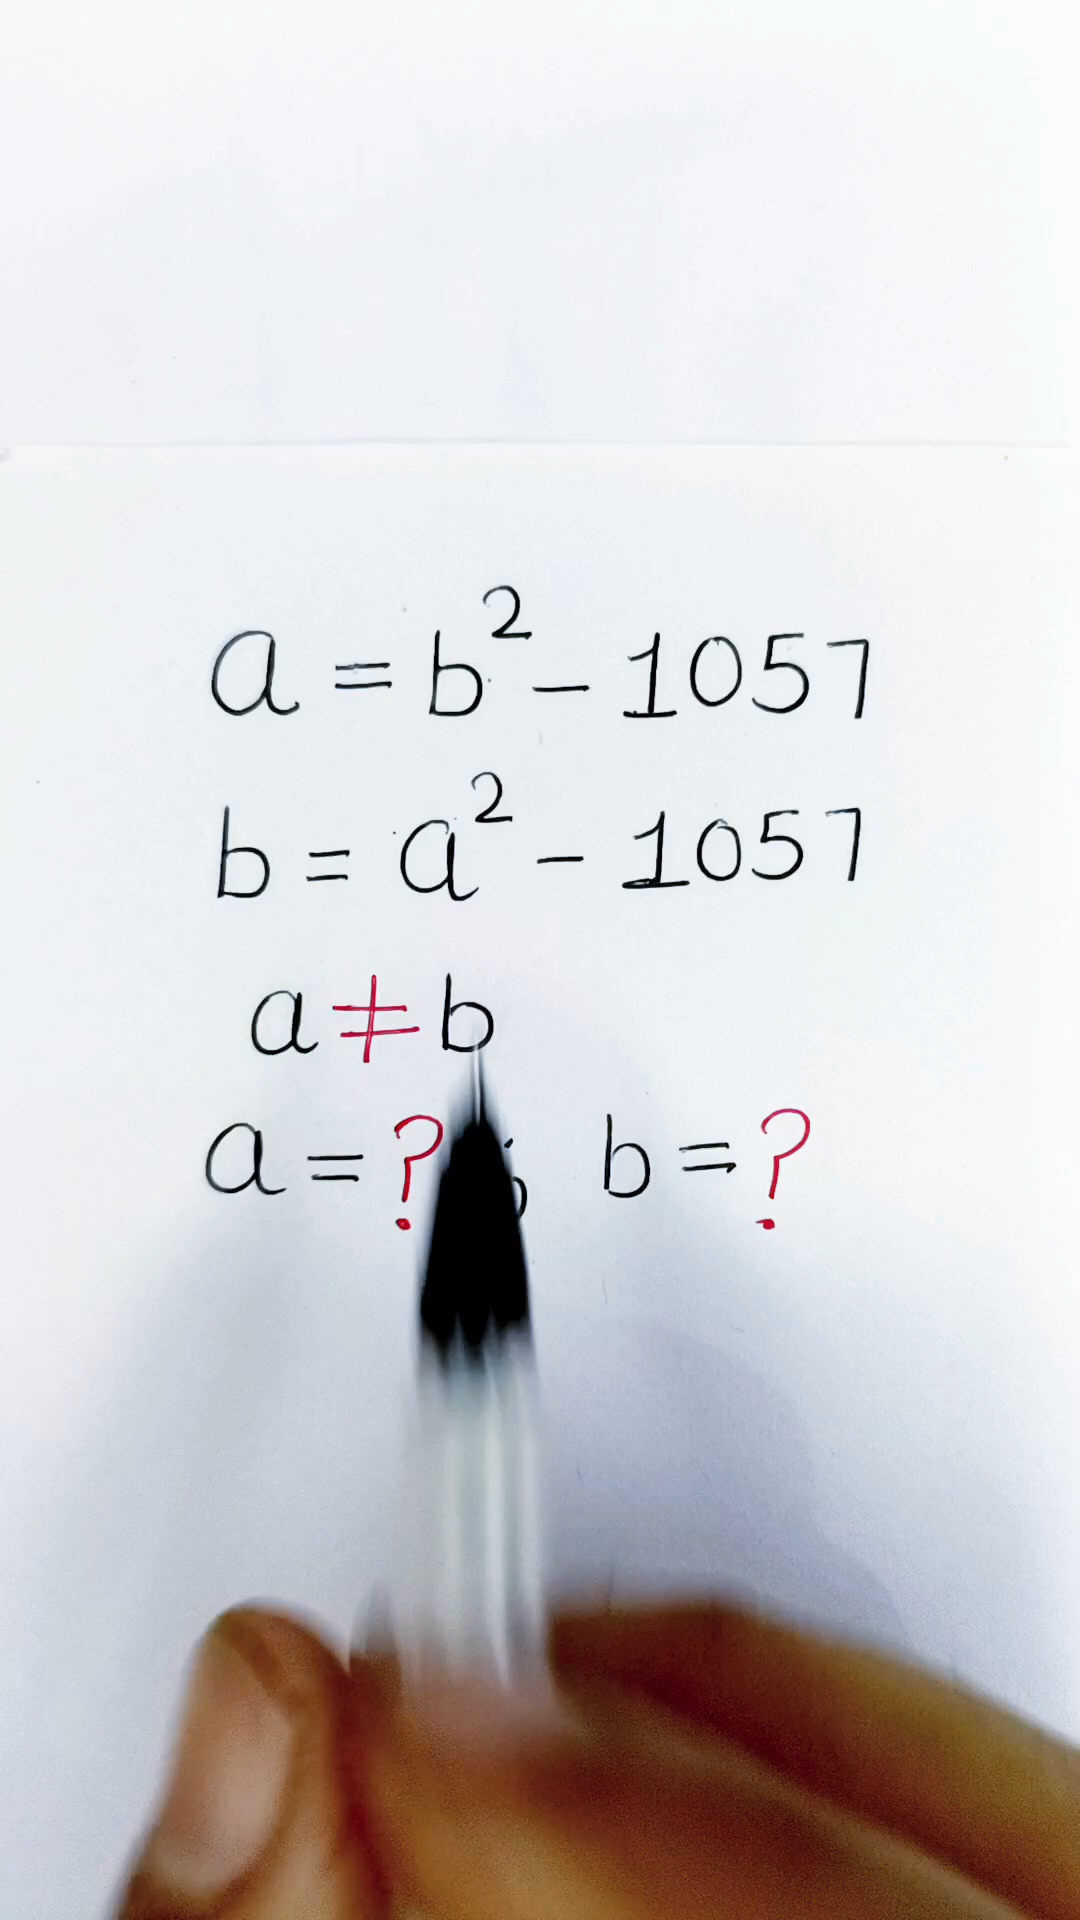 a = b² - 1057
b = a² - 1057
a ≠ b
a = ? ; b = ?